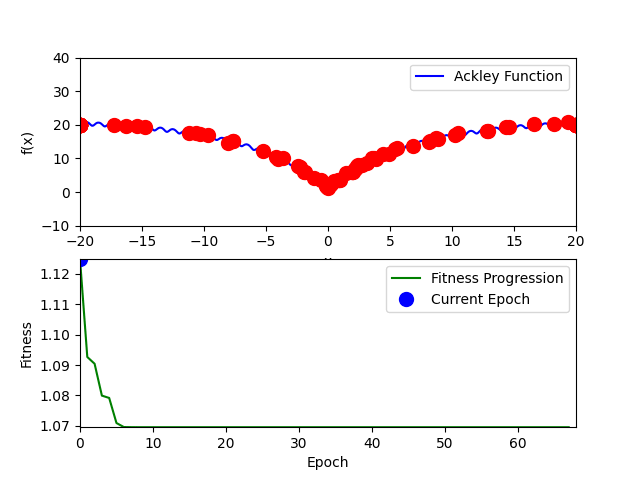 40
30
20
10
0
−10
f(x)
Ackley Function
−20 −15 −10 −5 0 5 10 15 20
1.12
1.11
1.10
1.09
1.08
1.07
Fitness
Fitness Progression
Current Epoch
0 10 20 30 40 50 60
Epoch